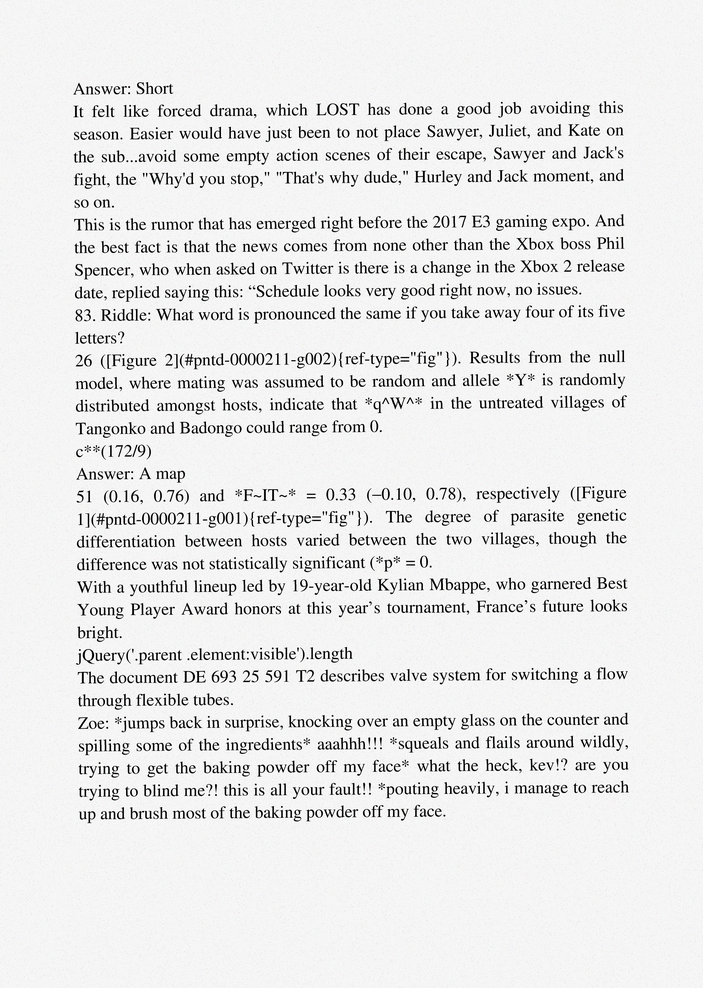 Answer: Short
It felt like forced drama, which LOST has done a good job avoiding this
season. Easier would have just been to not place Sawyer, Juliet, and Kate on
the sub...avoid some empty action scenes of their escape, Sawyer and Jack's
fight, the "Why'd you stop," "That's why dude," Hurley and Jack moment, and
so on.
This is the rumor that has emerged right before the 2017 E3 gaming expo. And
the best fact is that the news comes from none other than the Xbox boss Phil
Spencer, who when asked on Twitter is there is a change in the Xbox 2 release
date, replied saying this: “Schedule looks very good right now, no issues.
83. Riddle: What word is pronounced the same if you take away four of its five
letters?
26 ([Figure 2](#pntd-0000211-g002){ref-type="fig"}). Results from the null
model, where mating was assumed to be random and allele *Y* is randomly
distributed amongst hosts, indicate that *q^W^* in the untreated villages of
Tangonko and Badongo could range from 0.
c**(172/9)
Answer: A map
51 (0.16, 0.76) and *F~IT~* = 0.33 (−0.10, 0.78), respectively ([Figure
1](#pntd-0000211-g001){ref-type="fig"}). The degree of parasite genetic
differentiation between hosts varied between the two villages, though the
difference was not statistically significant (*p* = 0.
With a youthful lineup led by 19-year-old Kylian Mbappe, who garnered Best
Young Player Award honors at this year’s tournament, France’s future looks
bright.
jQuery('.parent .element:visible').length
The document DE 693 25 591 T2 describes valve system for switching a flow
through flexible tubes.
Zoe: *jumps back in surprise, knocking over an empty glass on the counter and
spilling some of the ingredients* aaahhh!!! *squeals and flails around wildly,
trying to get the baking powder off my face* what the heck, kev!? are you
trying to blind me?! this is all your fault!! *pouting heavily, i manage to reach
up and brush most of the baking powder off my face.